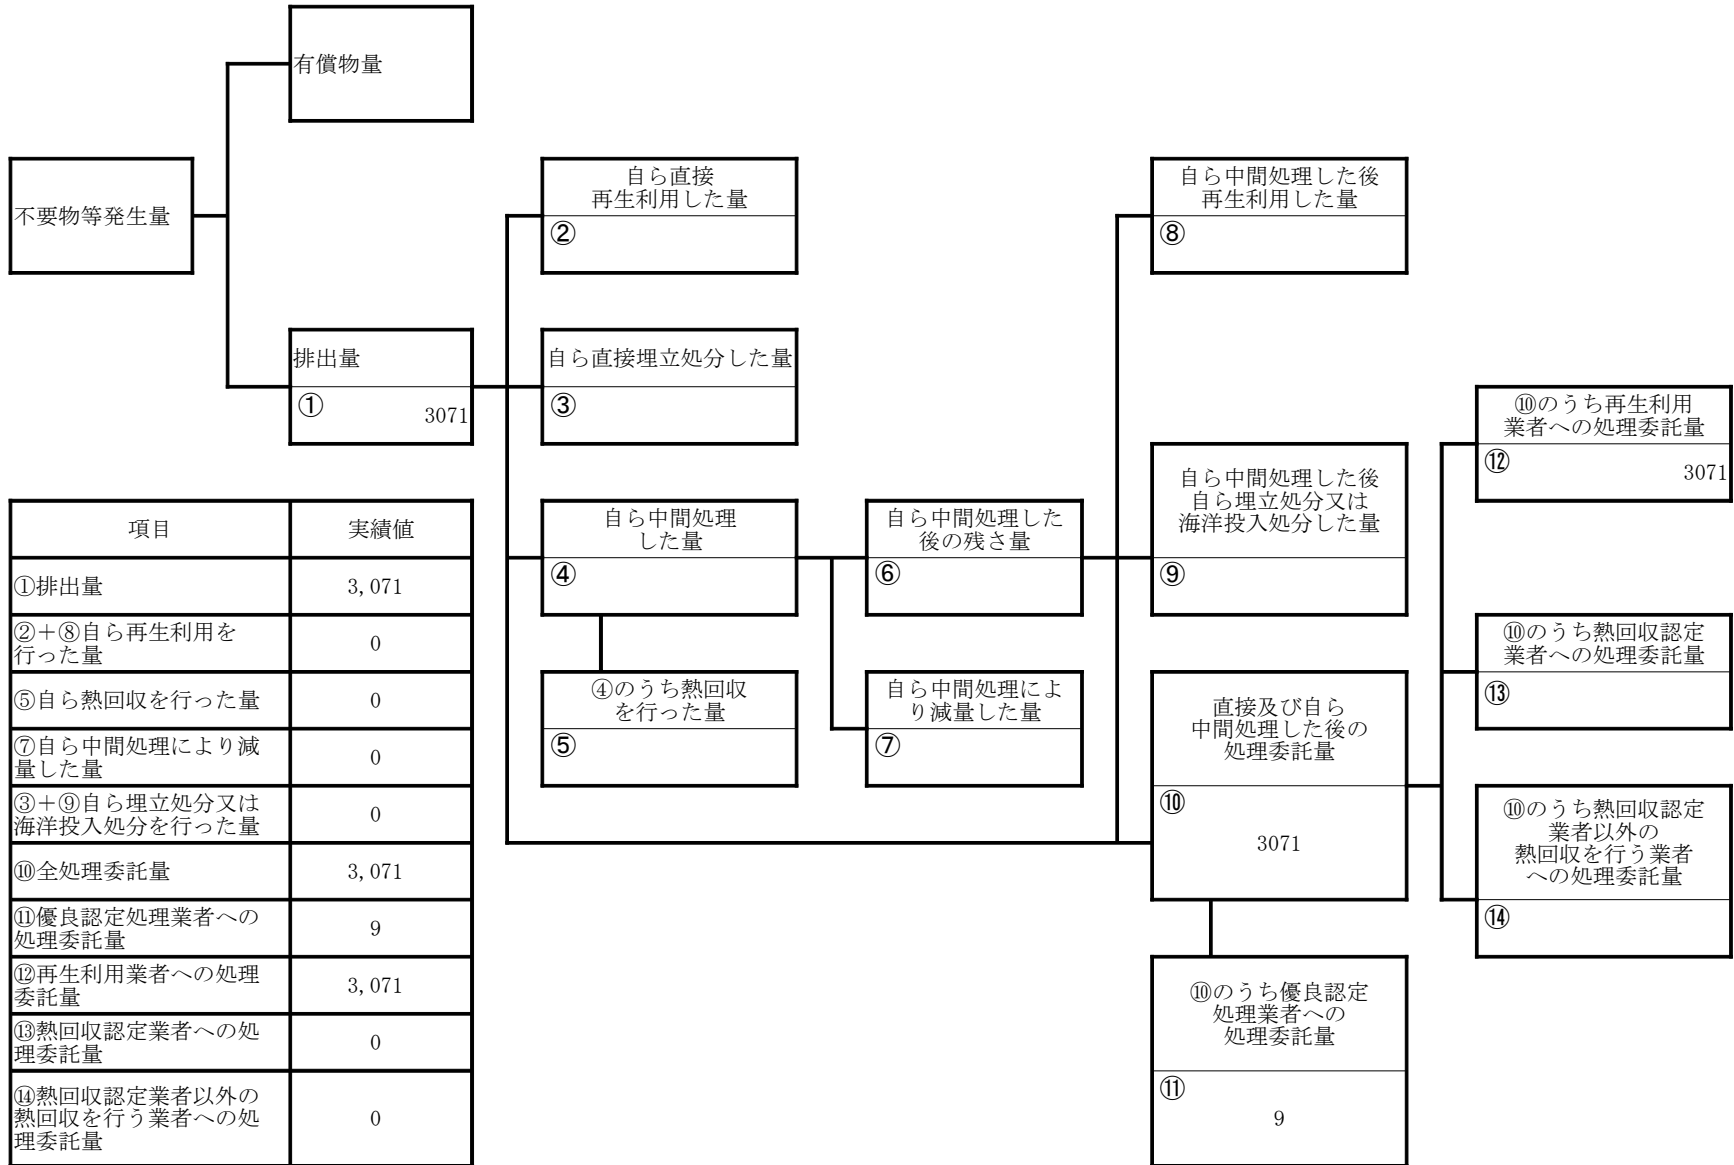 有償物量
不要物等発生量
自ら直接
再生利用した量
②
自ら中間処理した後
再生利用した量
⑧
排出量
①
3071
自ら直接埋立処分した量
③
⑩のうち再生利用
業者への処理委託量
⑫
3071
自ら中間処理
した量
④
自ら中間処理した
後の残さ量
⑥
自ら中間処理した後
自ら埋立処分又は
海洋投入処分した量
⑨
④のうち熱回収
を行った量
⑤
自ら中間処理によ
り減量した量
⑦
直接及び自ら
中間処理した後の
処理委託量
⑩
3071
⑩のうち熱回収認定
業者への処理委託量
⑬
⑩のうち熱回収認定
業者以外の
熱回収を行う業者
への処理委託量
⑭
⑩のうち優良認定
処理業者への
処理委託量
⑪
9
項目 実績値
①排出量 3,071
②+⑧自ら再生利用を
行った量 0
⑤自ら熱回収を行った量 0
⑦自ら中間処理により減
量した量 0
③+⑨自ら埋立処分又は
海洋投入処分を行った量 0
⑩全処理委託量 3,071
⑪優良認定処理業者への
処理委託量 9
⑫再生利用業者への処理
委託量 3,071
⑬熱回収認定業者への処
理委託量 0
⑭熱回収認定業者以外の
熱回収を行う業者への処
理委託量 0